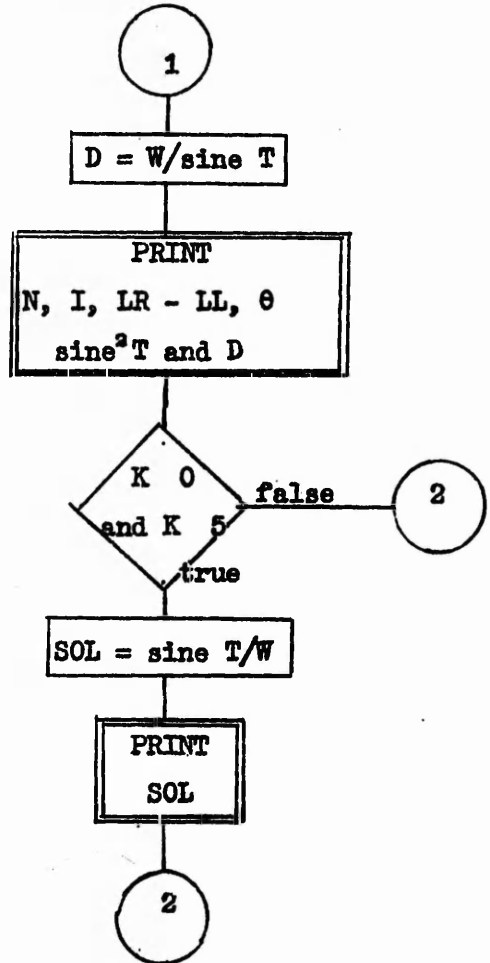 1
D = W/sine T
PRINT
N, I, LR - LL, θ
sine²T and D
K 0
and K 5
false
2
true
SOL = sine T/W
PRINT
SOL
2